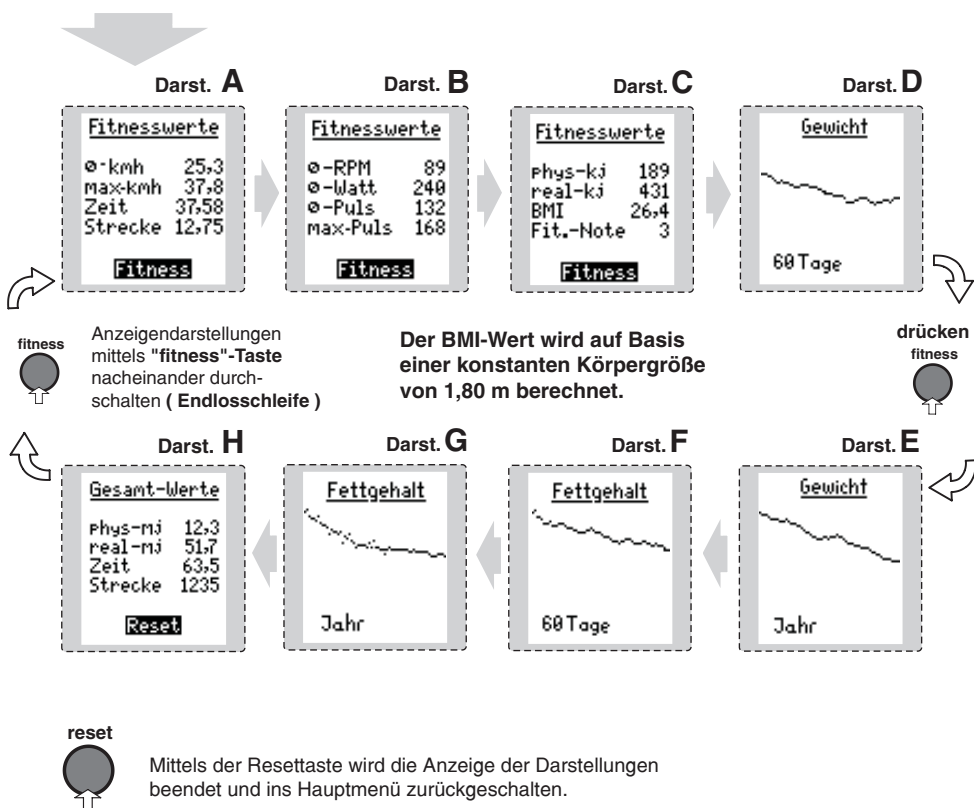 Darst. A
Fitnesswerte
ø-kmh 25,3
max-kmh 37,8
Zeit 37,58
Strecke 12,75
Fitness
Darst. B
Fitnesswerte
ø-RPM 89
ø-Watt 240
ø-Puls 132
max-Puls 168
Fitness
Darst. C
Fitnesswerte
phys-kj 189
real-kj 431
BMI 26,4
Fit.-Note 3
Fitness
Darst. D
Gewicht
60 Tage
fitness
Anzeigendarstellungen
mittels "fitness"-Taste
nacheinander durch-
schalten ( Endlosschleife )
Der BMI-Wert wird auf Basis
einer konstanten Körpergröße
von 1,80 m berechnet.
drücken
fitness
Darst. H
Gesamt-Werte
phys-mj 12,3
real-mj 51,7
Zeit 63,5
Strecke 1235
Reset
Darst. G
Fettgehalt
Jahr
Darst. F
Fettgehalt
60 Tage
Darst. E
Gewicht
Jahr
reset
Mittels der Resettaste wird die Anzeige der Darstellungen
beendet und ins Hauptmenü zurückgeschalten.